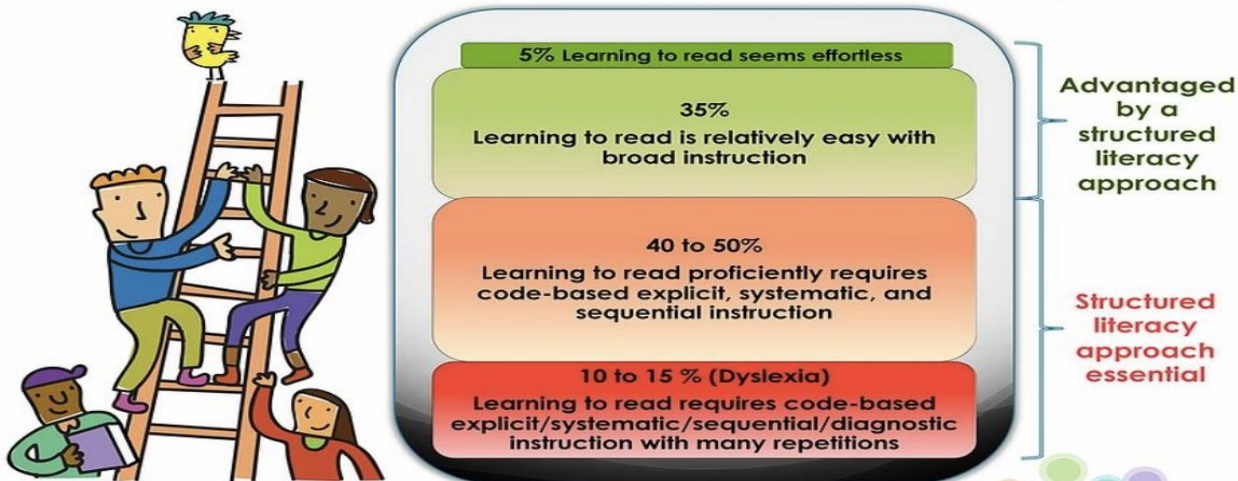 5% Learning to read seems effortless
35%
Learning to read is relatively easy with
broad instruction
40 to 50%
Learning to read proficiently requires
code-based explicit, systematic, and
sequential instruction
10 to 15 % (Dyslexia)
Learning to read requires code-based
explicit/systematic/sequential/diagnostic
instruction with many repetitions
Advantaged
by a
structured
literacy
approach
Structured
literacy
approach
essential